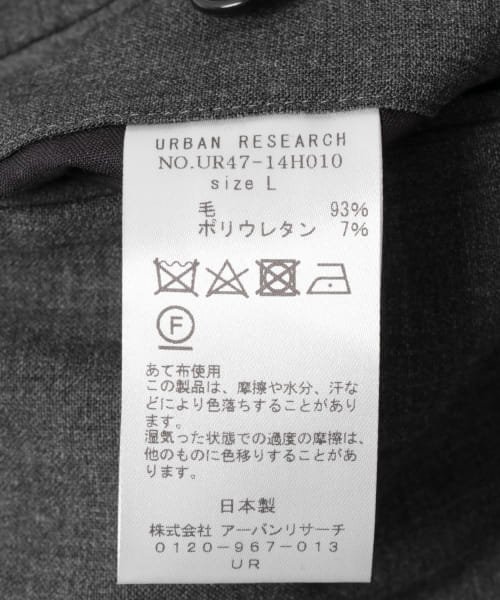 URBAN RESEARCH
NO.UR47-14H010
size L
毛 93%
ポリウレタン 7%
F
あて布使用
この製品は、摩擦や水分、汗な
どにより色落ちすることがあり
ます。
湿気った状態での過度の摩擦は、
他のものに色移りすることがあ
ります。
日本製
株式会社 アーバンリサーチ
0120-967-013
UR